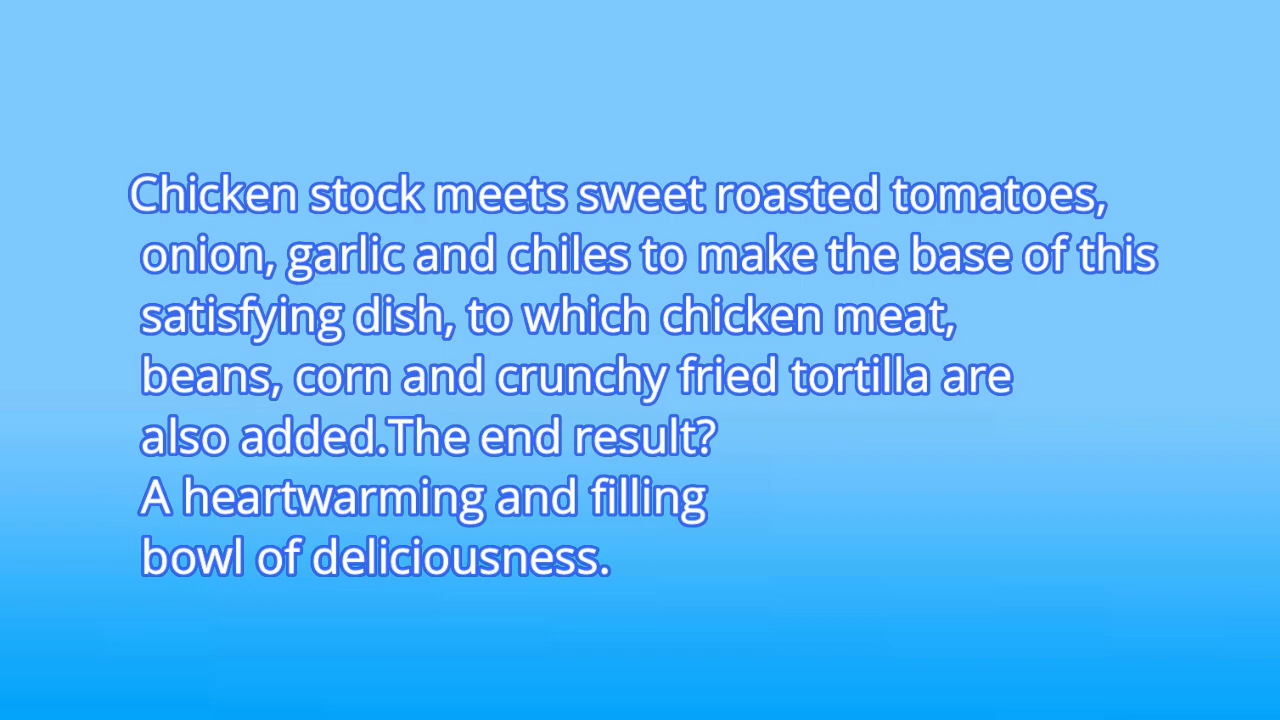 Chicken stock meets sweet roasted tomatoes,
onion, garlic and chiles to make the base of this
satisfying dish, to which chicken meat,
beans, corn and crunchy fried tortilla are
also added.The end result?
A heartwarming and filling
bowl of deliciousness.